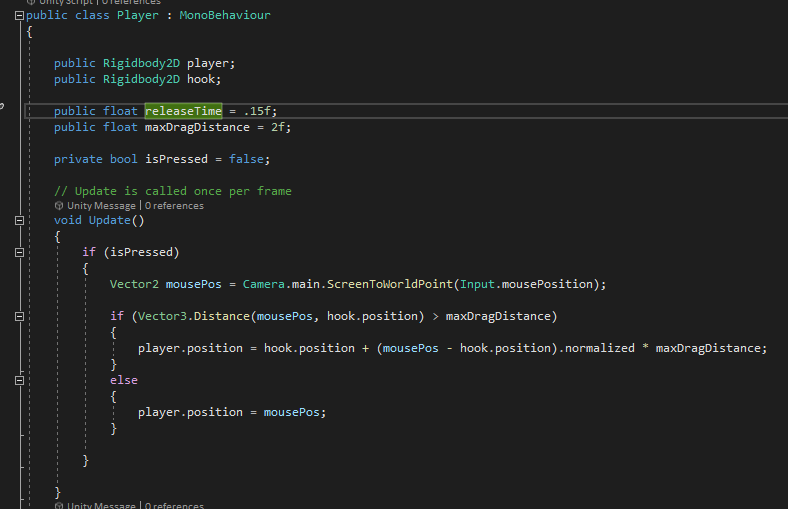 Unity Script | 0 references
public class Player : MonoBehaviour
{
public Rigidbody2D player;
public Rigidbody2D hook;
public float releaseTime = .15f;
public float maxDragDistance = 2f;
private bool isPressed = false;
// Update is called once per frame
Unity Message | 0 references
void Update()
{
if (isPressed)
{
Vector2 mousePos = Camera.main.ScreenToWorldPoint(Input.mousePosition);
if (Vector3.Distance(mousePos, hook.position) > maxDragDistance)
{
player.position = hook.position + (mousePos - hook.position).normalized * maxDragDistance;
}
else
{
player.position = mousePos;
}
}
}
Unity Message | 0 references